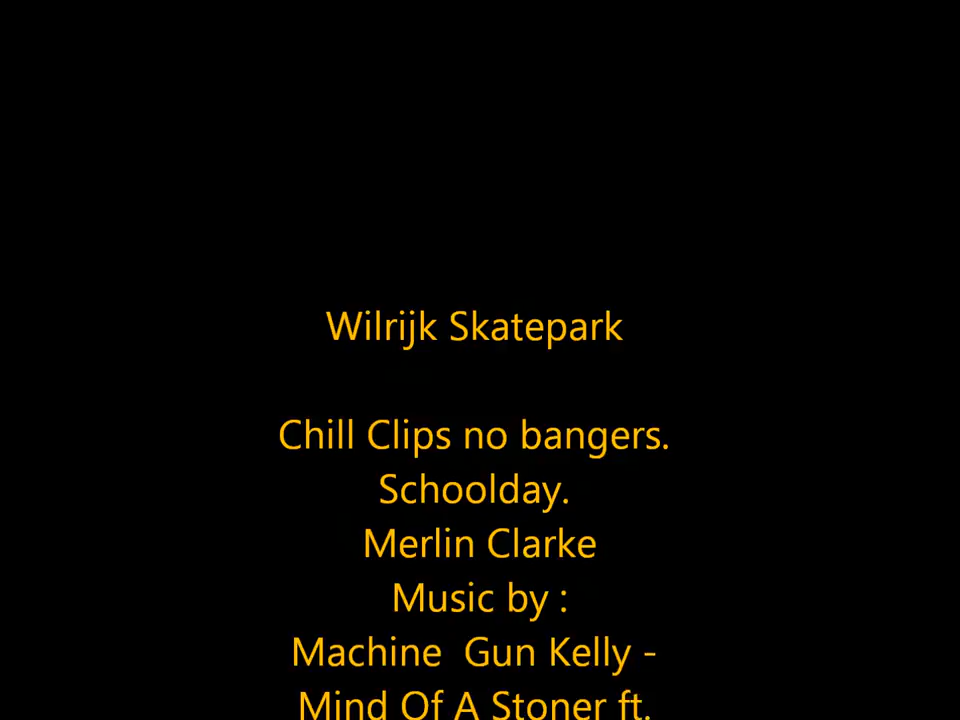 Wilrijk Skatepark
Chill Clips no bangers.
Schoolday.
Merlin Clarke
Music by :
Machine  Gun Kelly -
Mind Of A Stoner ft.